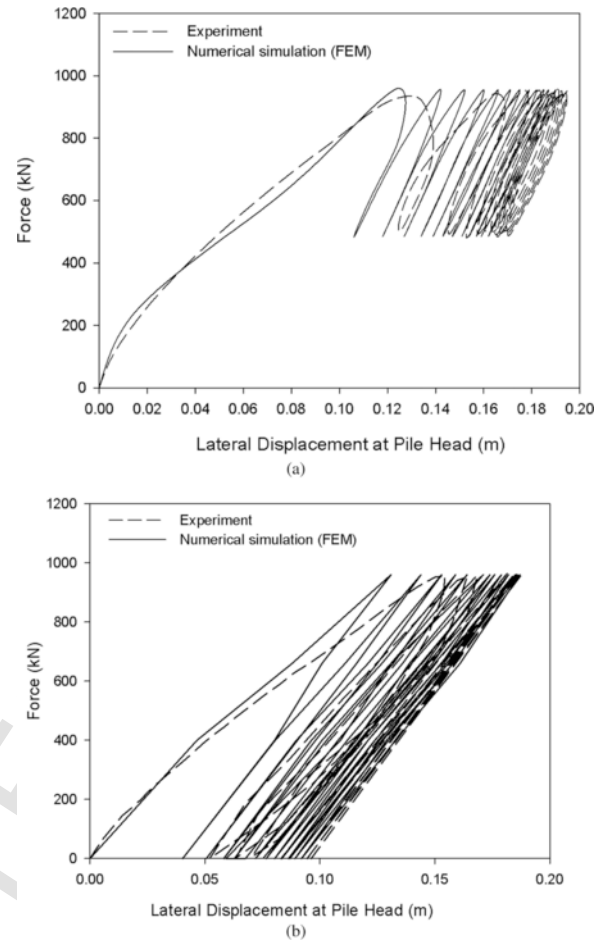 Experiment
Numerical simulation (FEM)
1200
1000
800
600
400
200
0
Force (kN)
0.00 0.02 0.04 0.06 0.08 0.10 0.12 0.14 0.16 0.18 0.20
Lateral Displacement at Pile Head (m)
(a)
Experiment
Numerical simulation (FEM)
1200
1000
800
600
400
200
0
Force (kN)
0.00 0.05 0.10 0.15 0.20
Lateral Displacement at Pile Head (m)
(b)